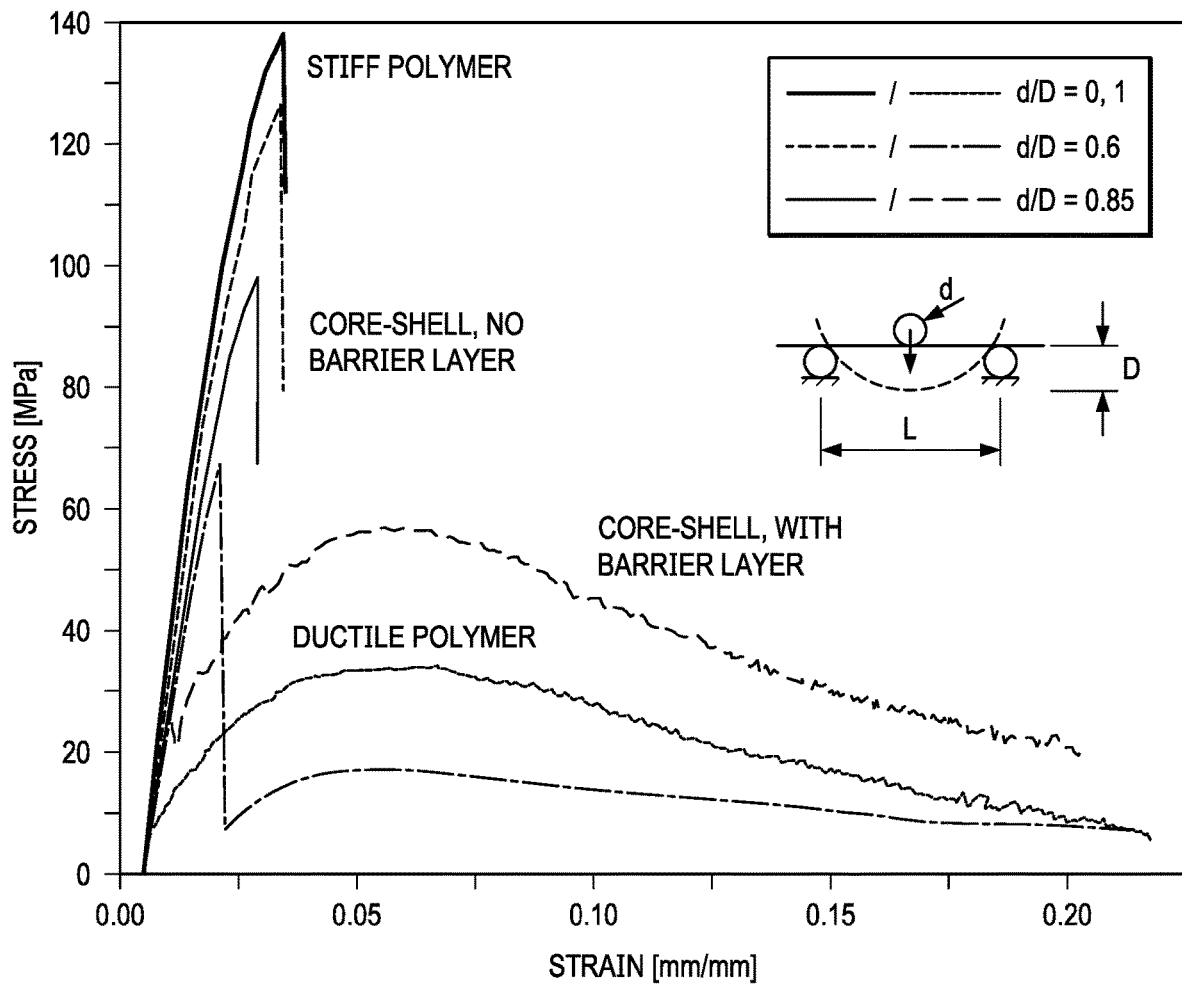 140
120
100
80
60
40
20
0
STRESS [MPa]
0.00
0.05
0.10
0.15
0.20
STRAIN [mm/mm]
STIFF POLYMER
CORE-SHELL, NO
BARRIER LAYER
CORE-SHELL, WITH
BARRIER LAYER
DUCTILE POLYMER
/ d/D = 0, 1
/ d/D = 0.6
/ d/D = 0.85
d
D
L